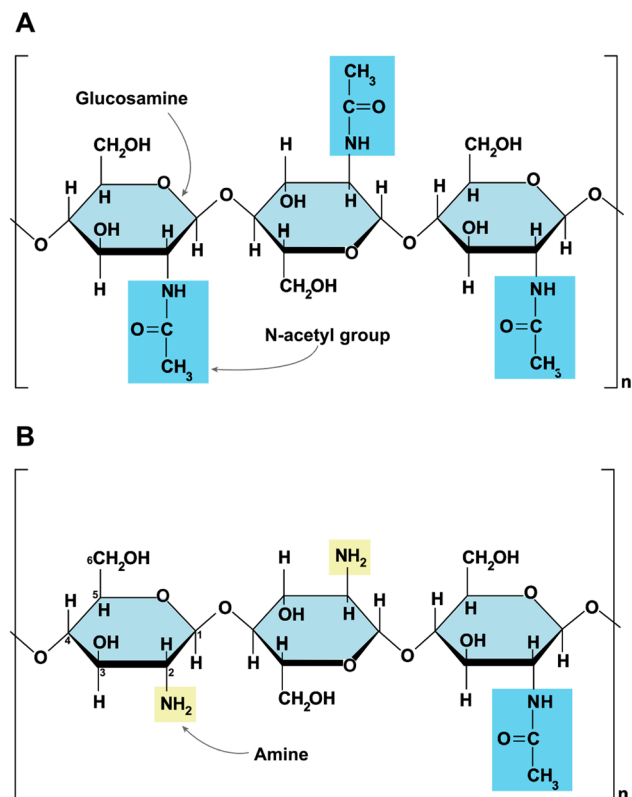 A
CH3
Glucosamine
C=O
CH2OH
H
NH
CH2OH
H
O
H
H
O
H
O
H
OH
H
OH
H
H
OH
H
O
H
O
O
H
H
NH
CH2OH
H
NH
O=C
N-acetyl group
O=C
CH3
CH3
n
B
6CH2OH
H
NH2
CH2OH
5
O
O
H
H
O
H
H
O
H
O
H
4
OH
H
1
OH
H
OH
H
O
3
2
H
O
O
H
H
NH2
CH2OH
H
NH
Amine
O=C
CH3
n